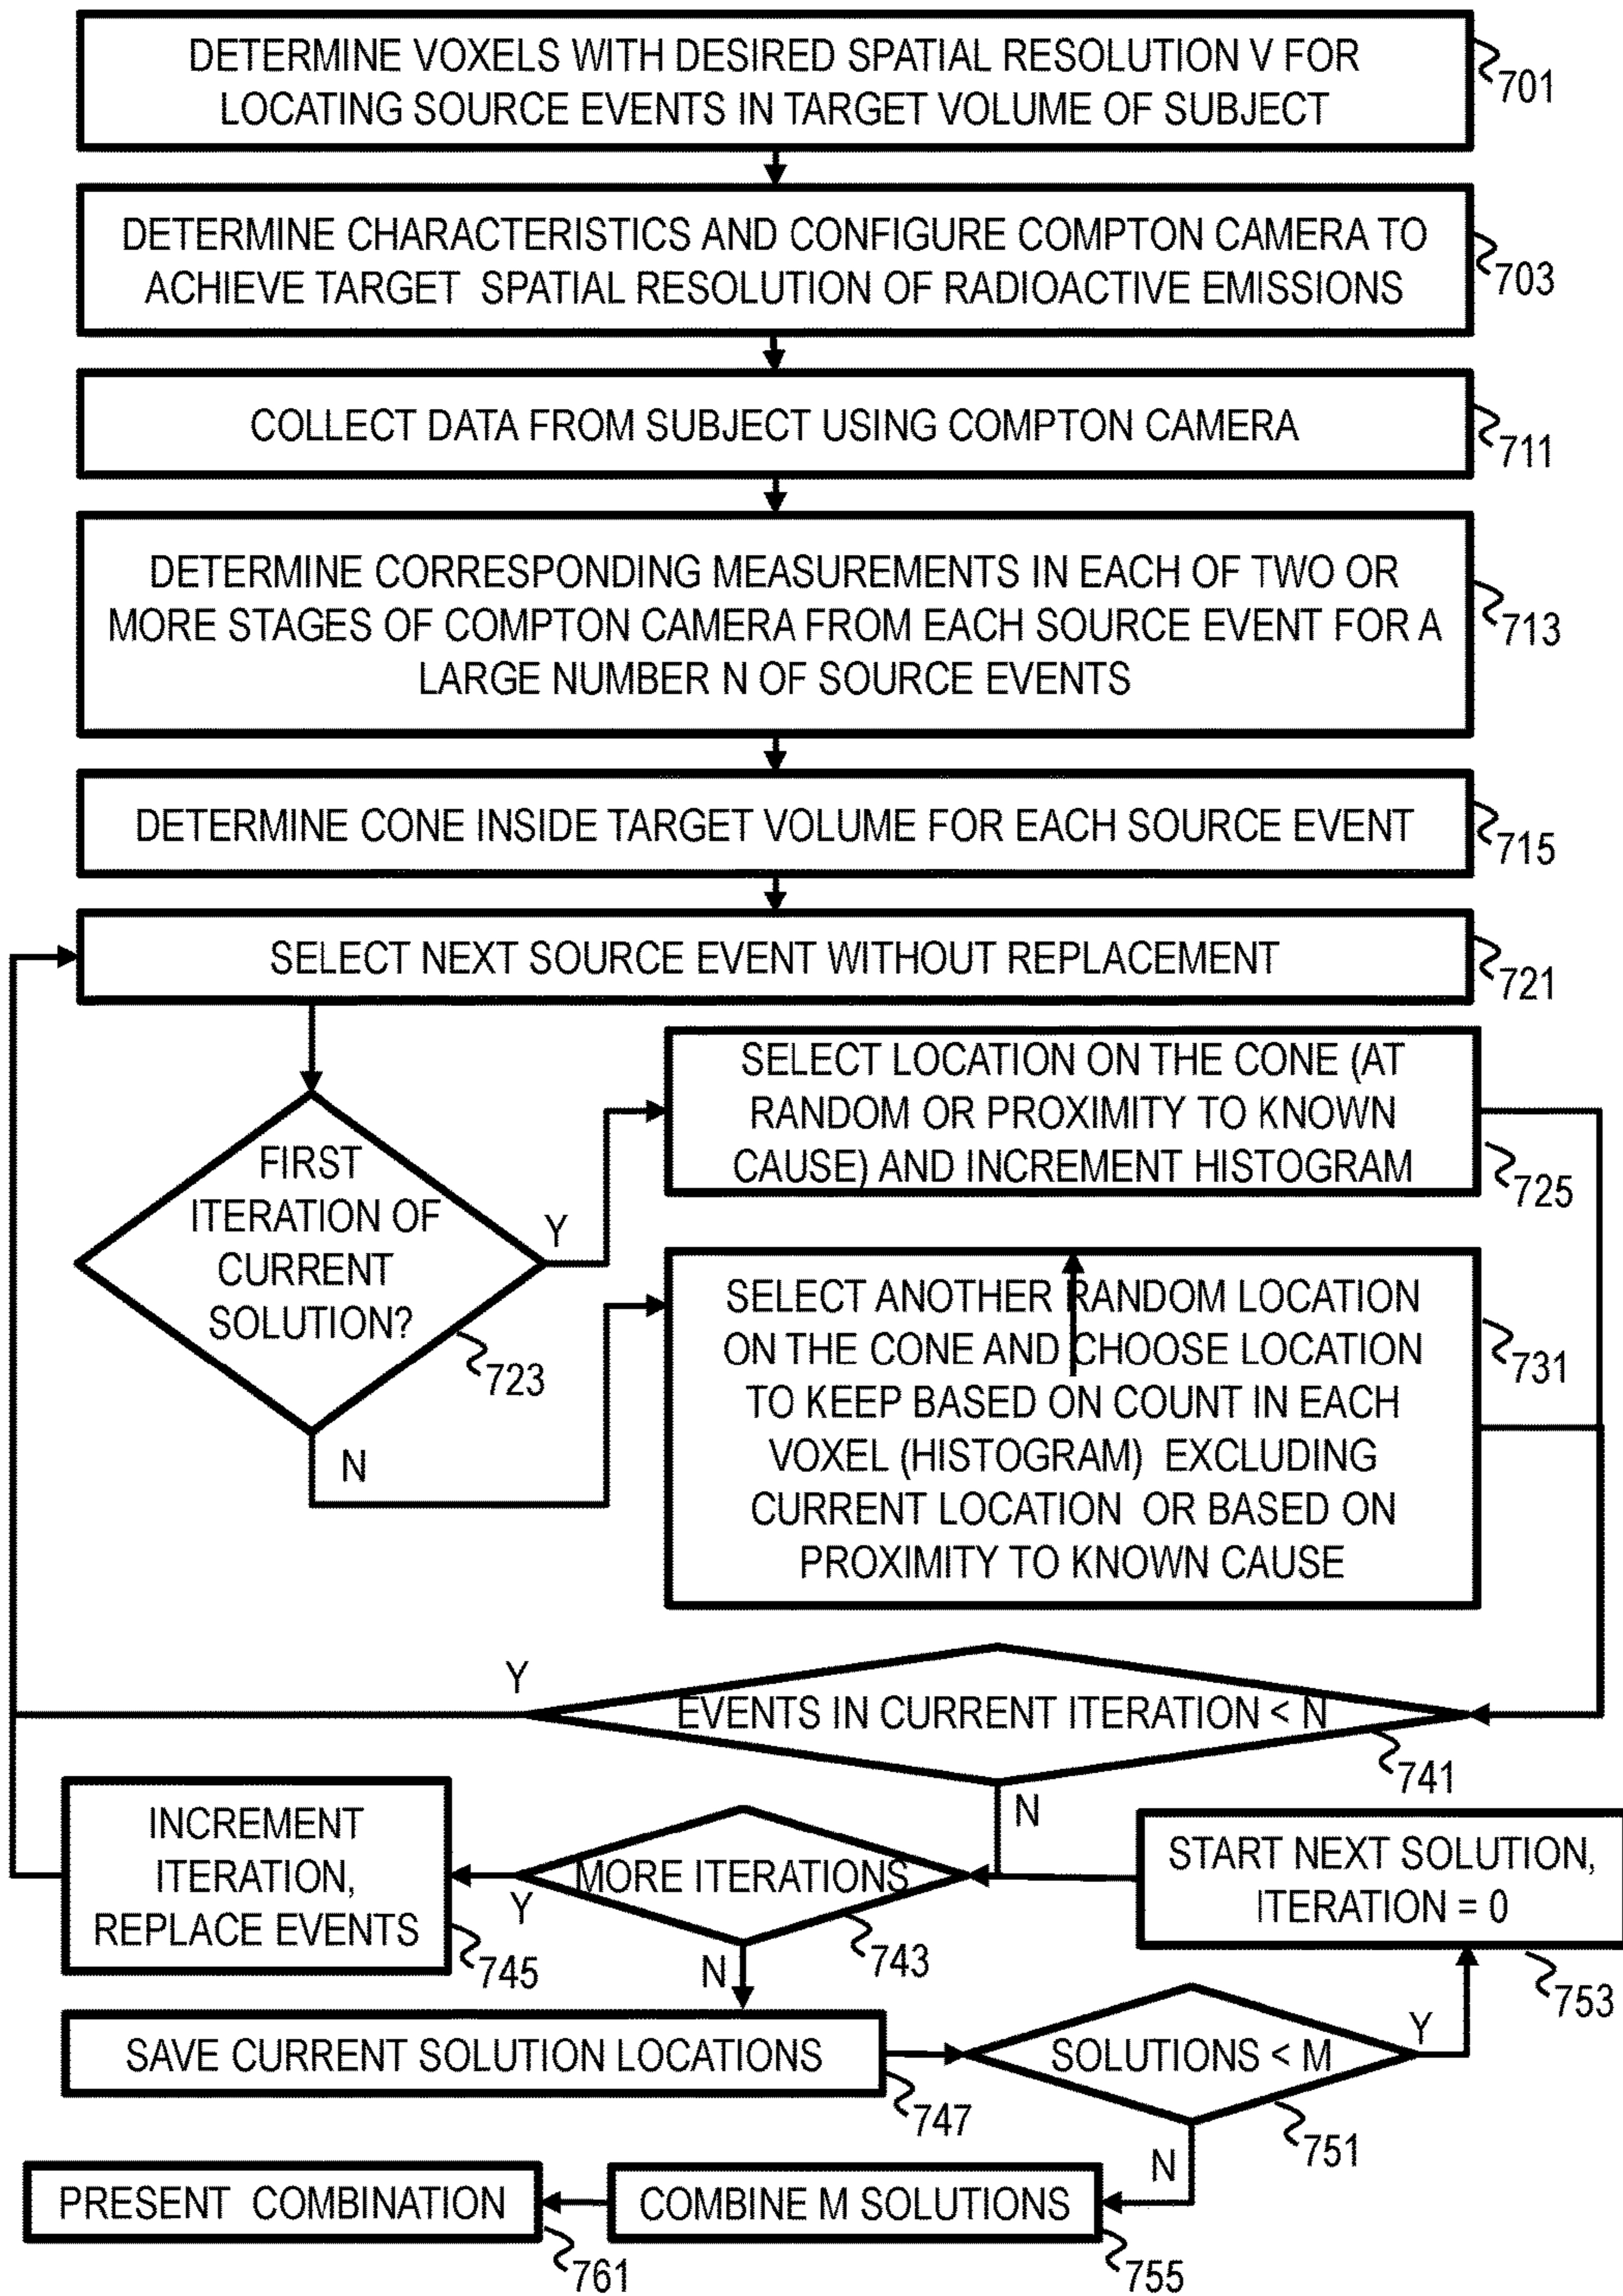 DETERMINE VOXELS WITH DESIRED SPATIAL RESOLUTION V FOR
LOCATING SOURCE EVENTS IN TARGET VOLUME OF SUBJECT
701
DETERMINE CHARACTERISTICS AND CONFIGURE COMPTON CAMERA TO
ACHIEVE TARGET SPATIAL RESOLUTION OF RADIOACTIVE EMISSIONS
703
COLLECT DATA FROM SUBJECT USING COMPTON CAMERA
711
DETERMINE CORRESPONDING MEASUREMENTS IN EACH OF TWO OR
MORE STAGES OF COMPTON CAMERA FROM EACH SOURCE EVENT FOR A
LARGE NUMBER N OF SOURCE EVENTS
713
DETERMINE CONE INSIDE TARGET VOLUME FOR EACH SOURCE EVENT
715
SELECT NEXT SOURCE EVENT WITHOUT REPLACEMENT
721
FIRST
ITERATION OF
CURRENT
SOLUTION?
723
Y
N
SELECT LOCATION ON THE CONE (AT
RANDOM OR PROXIMITY TO KNOWN
CAUSE) AND INCREMENT HISTOGRAM
725
SELECT ANOTHER RANDOM LOCATION
ON THE CONE AND CHOOSE LOCATION
TO KEEP BASED ON COUNT IN EACH
VOXEL (HISTOGRAM) EXCLUDING
CURRENT LOCATION OR BASED ON
PROXIMITY TO KNOWN CAUSE
731
Y
EVENTS IN CURRENT ITERATION < N
741
N
INCREMENT
ITERATION,
REPLACE EVENTS
745
Y
MORE ITERATIONS
743
N
START NEXT SOLUTION,
ITERATION = 0
753
SAVE CURRENT SOLUTION LOCATIONS
747
SOLUTIONS < M
751
Y
N
PRESENT COMBINATION
761
COMBINE M SOLUTIONS
755